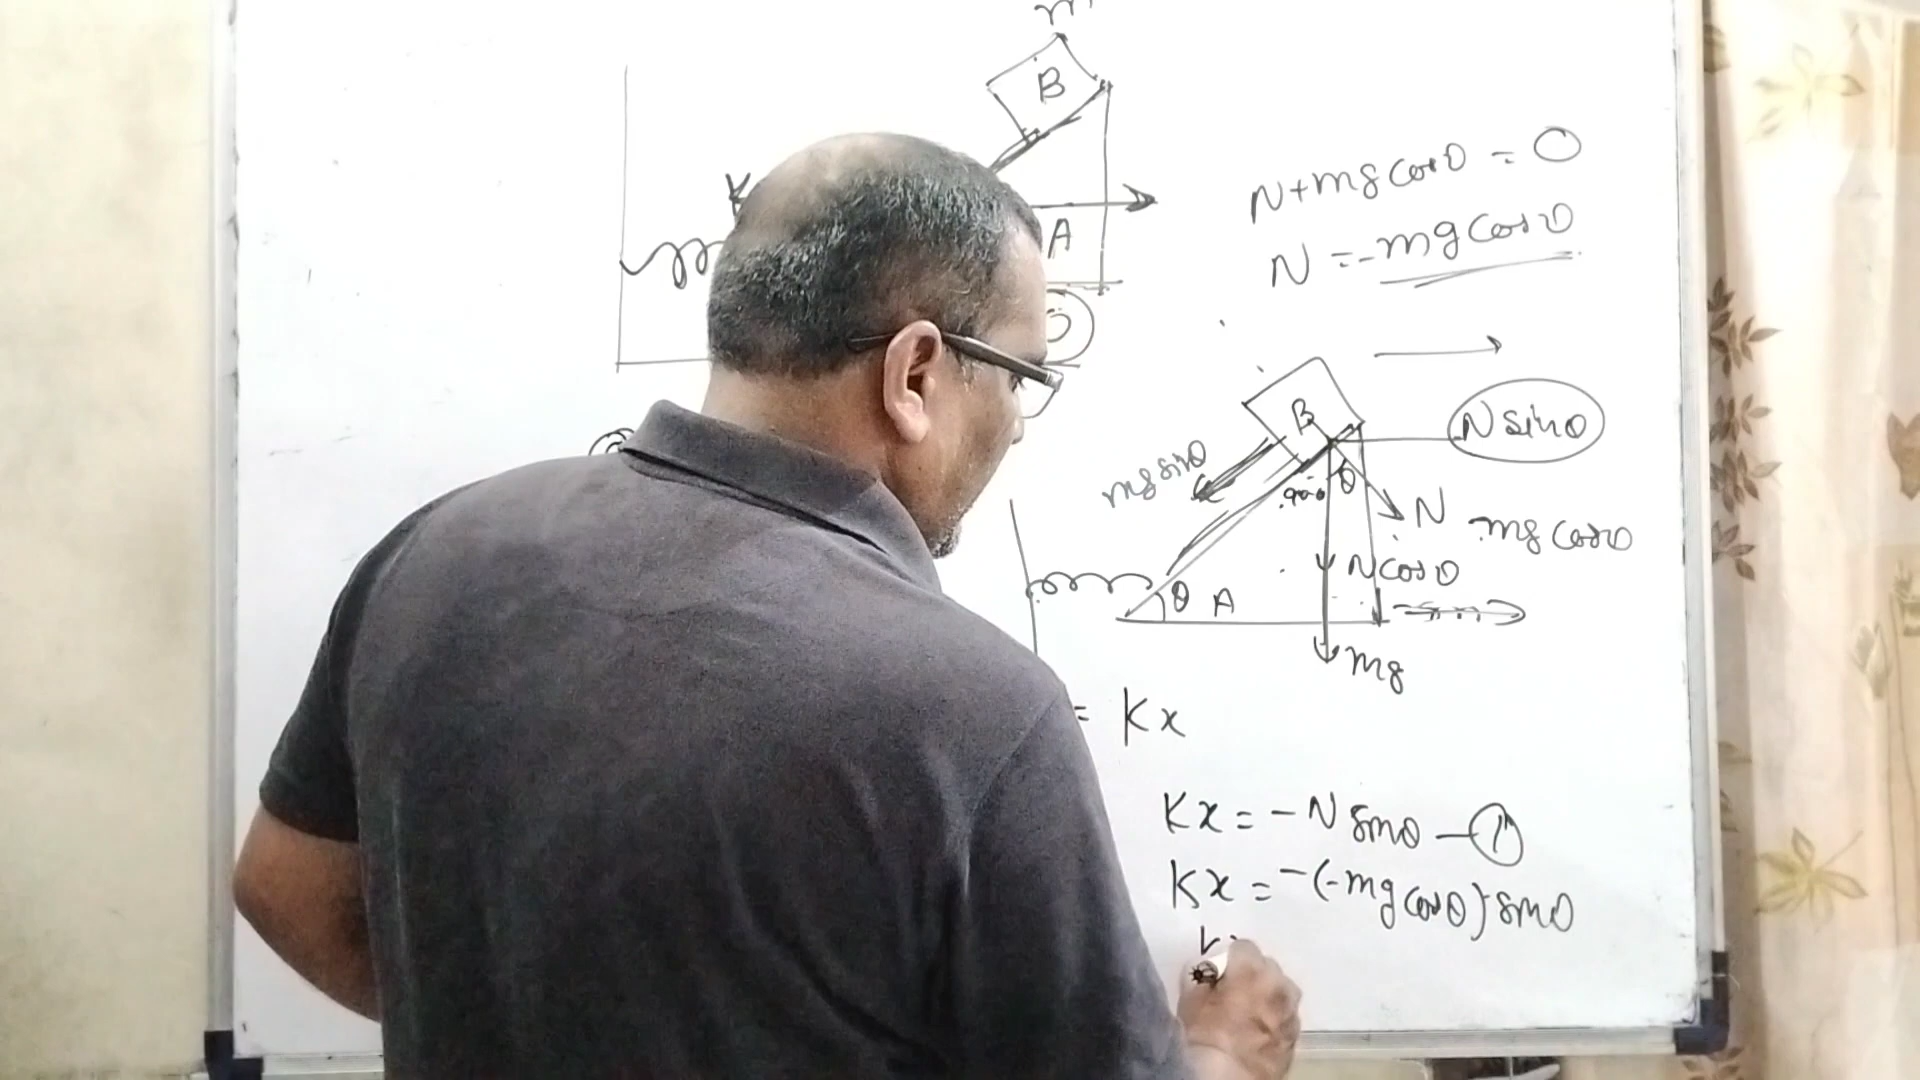 m
B
K
A
N+mg cosθ = 0
N = -mg cosθ
B
N sinθ
mg sinθ
90-θ
θ
N
mg cosθ
N cosθ
θ A
mg
= Kx
Kx = -N sinθ - 1
Kx = -(-mg cosθ) sinθ